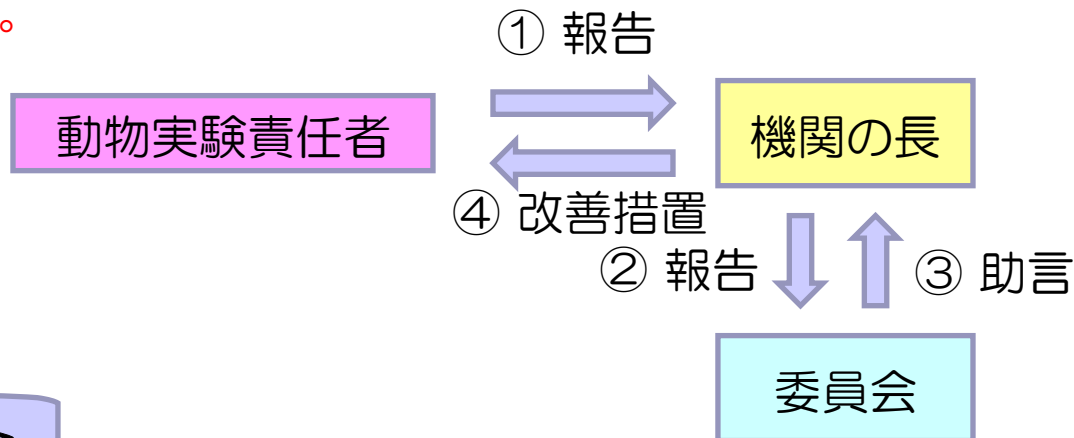 。
① 報告
動物実験責任者
機関の長
④ 改善措置
② 報告
③ 助言
委員会